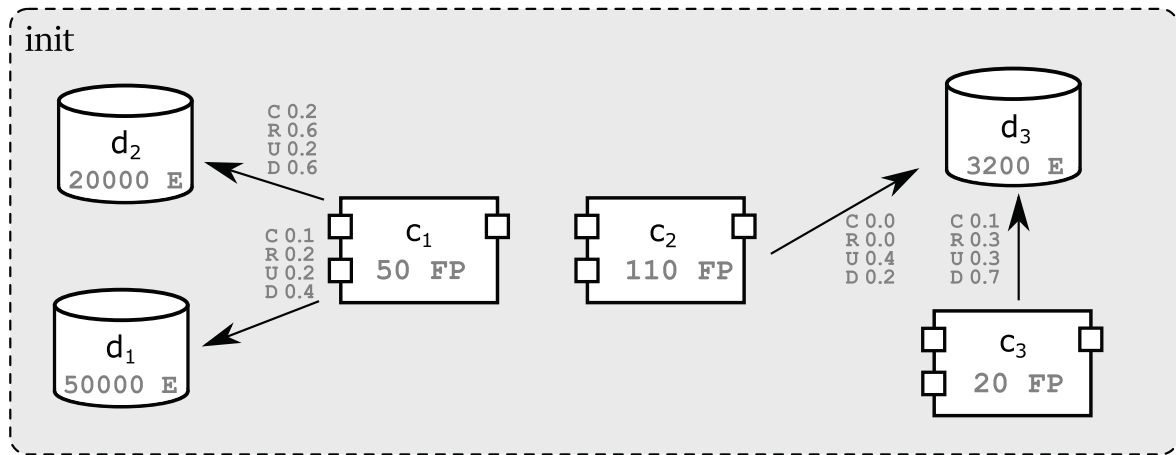 init
d2
20000 E
C 0.2
R 0.6
U 0.2
D 0.6
C 0.1
R 0.2
U 0.2
D 0.4
d1
50000 E
c1
50 FP
c2
110 FP
C 0.0
R 0.0
U 0.4
D 0.2
d3
3200 E
C 0.1
R 0.3
U 0.3
D 0.7
c3
20 FP